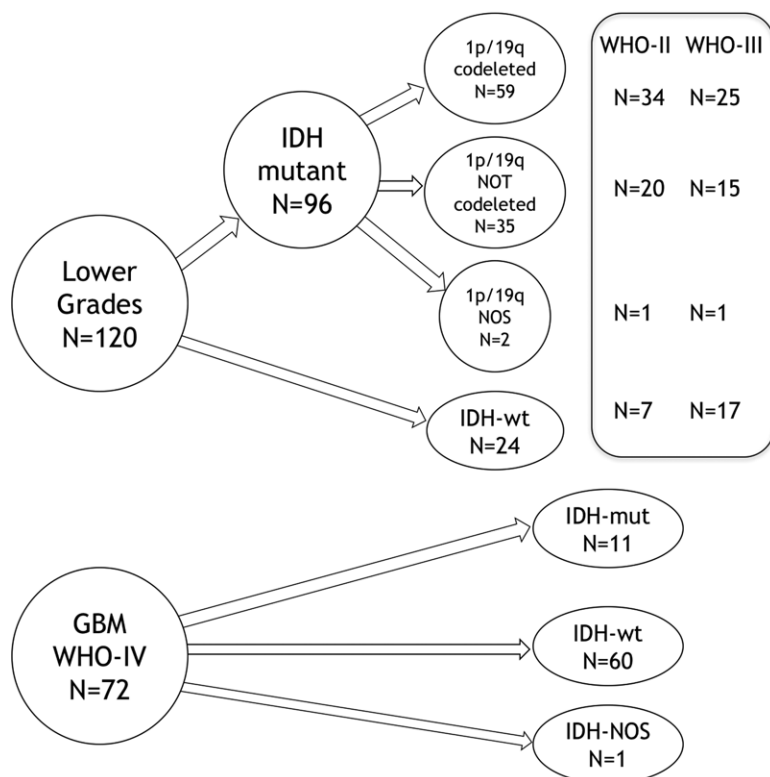 1p/19q
codeleted
N=59
WHO-II WHO-III
N=34 N=25
IDH
mutant
N=96
1p/19q
NOT
codeleted
N=35
N=20 N=15
Lower
Grades
N=120
1p/19q
NOS
N=2
N=1 N=1
IDH-wt
N=24
N=7 N=17
GBM
WHO-IV
N=72
IDH-mut
N=11
IDH-wt
N=60
IDH-NOS
N=1